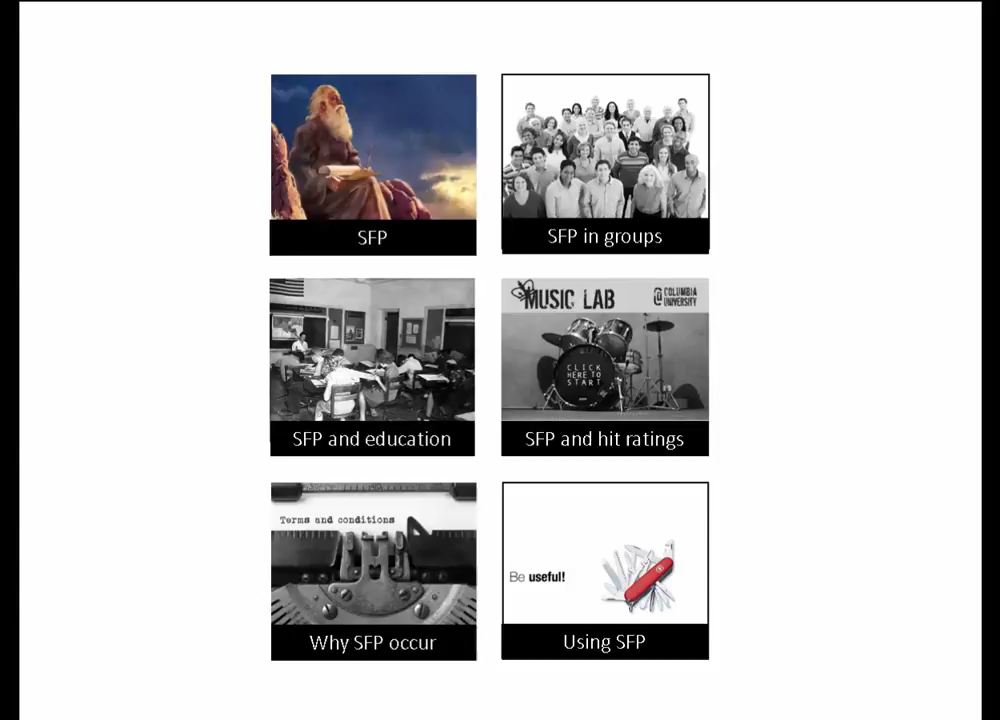 SFP
SFP in groups
MUSIC LAB
@ COLUMBIA
UNIVERSITY
CLICK
HERE TO
START
SFP and education
SFP and hit ratings
Terms and conditions
Be useful!
Why SFP occur
Using SFP